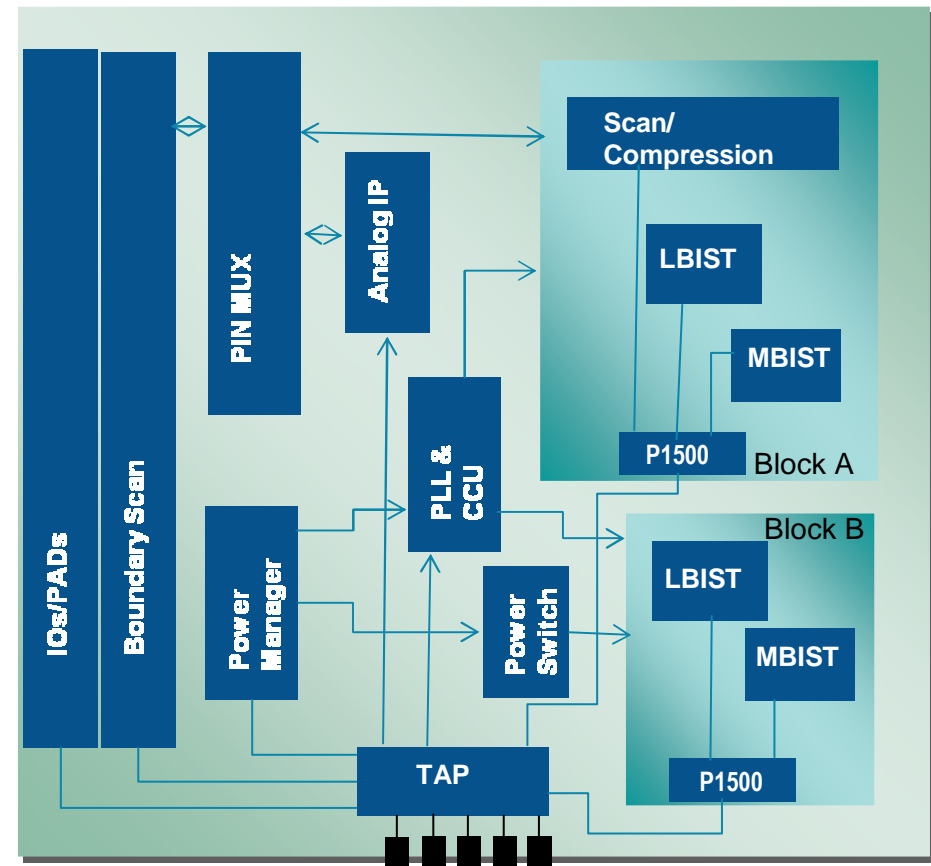 IOs/PADs
Boundary Scan
PIN MUX
Analog IP
Scan/
Compression
LBIST
MBIST
P1500
Block A
PLL &
CCU
Power
Manager
Power
Switch
Block B
LBIST
MBIST
P1500
TAP